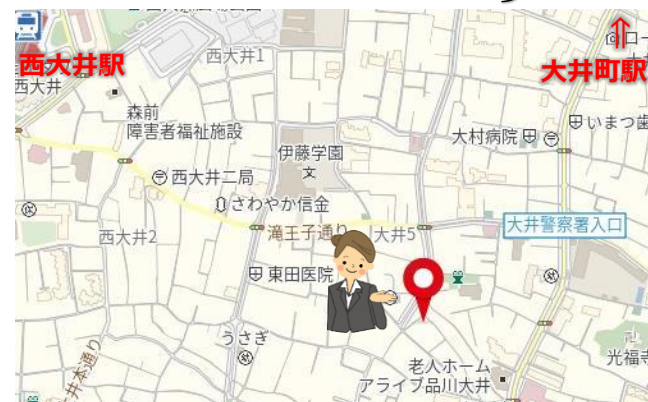 西大井1
西大井駅
西大井
大井町駅
森前
障害者福祉施設
大村病院
いまつ歯
伊藤学園
文
西大井二局
さわやか信金
滝王子通り
大井5
大井警察署入口
西大井2
東田医院
うさぎ
老人ホーム
アライブ品川大井
光福寺